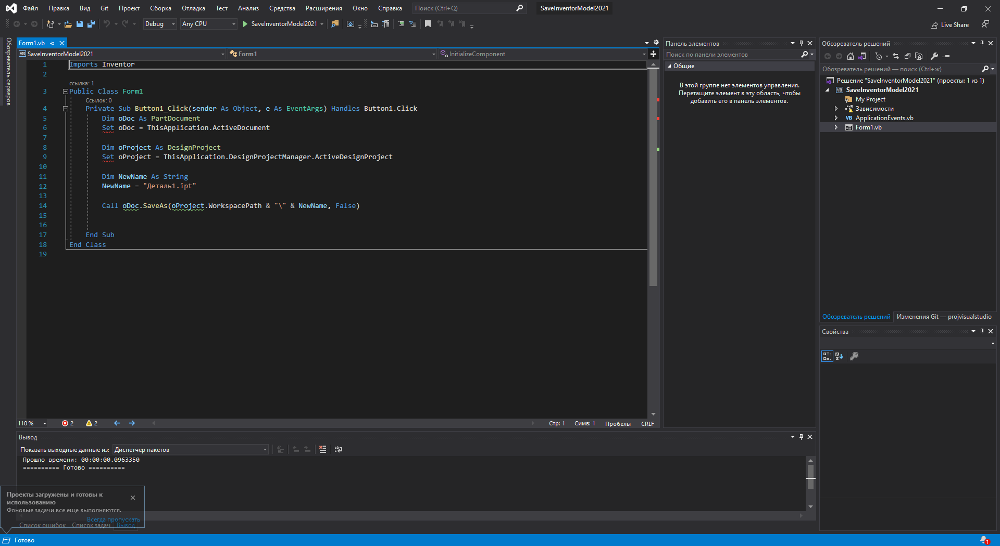 Файл Правка Вид Git Проект Сборка Отладка Тест Анализ Средства Расширения Окно Справка Поиск (Ctrl+Q) SaveInventorModel2021
Debug Any CPU SaveInventorModel2021 Live Share
Обозреватель серверов
Form1.vb
SaveInventorModel2021 Form1 InitializeComponent
1 Imports Inventor
2
ссылка: 1
3 Public Class Form1
Ссылок: 0
4 Private Sub Button1_Click(sender As Object, e As EventArgs) Handles Button1.Click
5 Dim oDoc As PartDocument
6 Set oDoc = ThisApplication.ActiveDocument
7
8 Dim oProject As DesignProject
9 Set oProject = ThisApplication.DesignProjectManager.ActiveDesignProject
10
11 Dim NewName As String
12 NewName = "Деталь1.ipt"
13
14 Call oDoc.SaveAs(oProject.WorkspacePath & "\" & NewName, False)
15
16
17 End Sub
18 End Class
19
110 % 2 2 Стр: 1 Симв: 1 Пробелы CRLF
Панель элементов
Поиск по панели элементов
Общие
В этой группе нет элементов управления.
Перетащите элемент в эту область, чтобы
добавить его в панель элементов.
Обозреватель решений
Обозреватель решений — поиск (Ctrl+ж)
Решение "SaveInventorModel2021" (проекты: 1 из 1)
SaveInventorModel2021
My Project
Зависимости
ApplicationEvents.vb
Form1.vb
Обозреватель решений Изменения Git — projvisualstudio
Свойства
Вывод
Показать выходные данные из: Диспетчер пакетов
Прошло времени: 00:00:00.0963350
========== Готово ==========
Проекты загружены и готовы к
использованию
Фоновые задачи все еще выполняются.
Всегда пропускать
Список ошибок Список задач Вывод
Готово 1